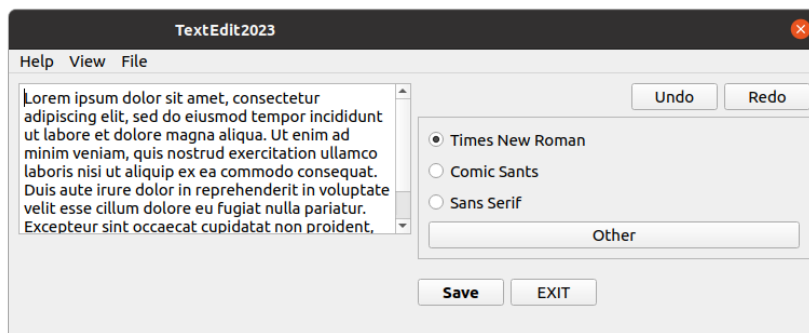 TextEdit2023
Help View File
Lorem ipsum dolor sit amet, consectetur
adipiscing elit, sed do eiusmod tempor incididunt
ut labore et dolore magna aliqua. Ut enim ad
minim veniam, quis nostrud exercitation ullamco
laboris nisi ut aliquip ex ea commodo consequat.
Duis aute irure dolor in reprehenderit in voluptate
velit esse cillum dolore eu fugiat nulla pariatur.
Excepteur sint occaecat cupidatat non proident,
Undo Redo
Times New Roman
Comic Sants
Sans Serif
Other
Save EXIT